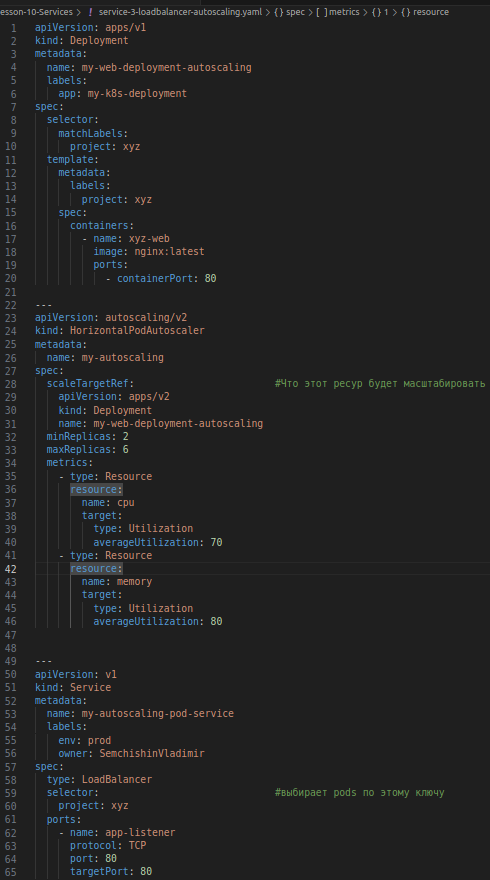 esson-10-Services > ! service-3-loadbalancer-autoscaling.yaml > {} spec > [ ] metrics > {} 1 > {} resource
1 apiVersion: apps/v1
2 kind: Deployment
3 metadata:
4   name: my-web-deployment-autoscaling
5   labels:
6     app: my-k8s-deployment
7 spec:
8   selector:
9     matchLabels:
10       project: xyz
11   template:
12     metadata:
13       labels:
14         project: xyz
15     spec:
16       containers:
17         - name: xyz-web
18           image: nginx:latest
19           ports:
20             - containerPort: 80
21
22 ---
23 apiVersion: autoscaling/v2
24 kind: HorizontalPodAutoscaler
25 metadata:
26   name: my-autoscaling
27 spec:
28   scaleTargetRef: #Что этот ресур будет масштабировать
29     apiVersion: apps/v2
30     kind: Deployment
31     name: my-web-deployment-autoscaling
32   minReplicas: 2
33   maxReplicas: 6
34   metrics:
35     - type: Resource
36       resource:
37         name: cpu
38         target:
39           type: Utilization
40           averageUtilization: 70
41     - type: Resource
42       resource:
43         name: memory
44         target:
45           type: Utilization
46           averageUtilization: 80
47
48
49 ---
50 apiVersion: v1
51 kind: Service
52 metadata:
53   name: my-autoscaling-pod-service
54   labels:
55     env: prod
56     owner: SemchishinVladimir
57 spec:
58   type: LoadBalancer
59   selector: #выбирает pods по этому ключу
60     project: xyz
61   ports:
62     - name: app-listener
63       protocol: TCP
64       port: 80
65       targetPort: 80